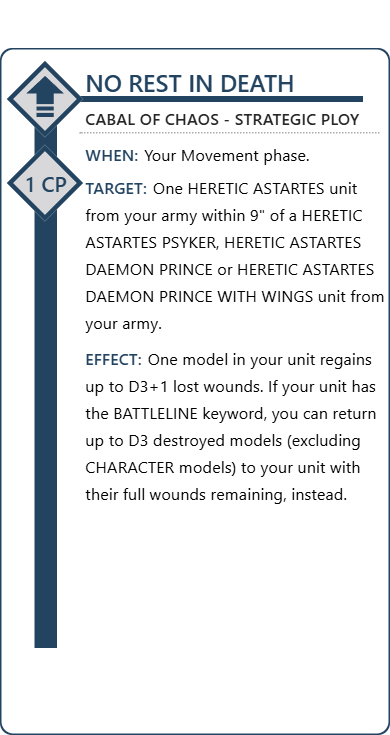 NO REST IN DEATH
CABAL OF CHAOS - STRATEGIC PLOY
1 CP
WHEN: Your Movement phase.
TARGET: One HERETIC ASTARTES unit
from your army within 9" of a HERETIC
ASTARTES PSYKER, HERETIC ASTARTES
DAEMON PRINCE or HERETIC ASTARTES
DAEMON PRINCE WITH WINGS unit from
your army.
EFFECT: One model in your unit regains
up to D3+1 lost wounds. If your unit has
the BATTLELINE keyword, you can return
up to D3 destroyed models (excluding
CHARACTER models) to your unit with
their full wounds remaining, instead.